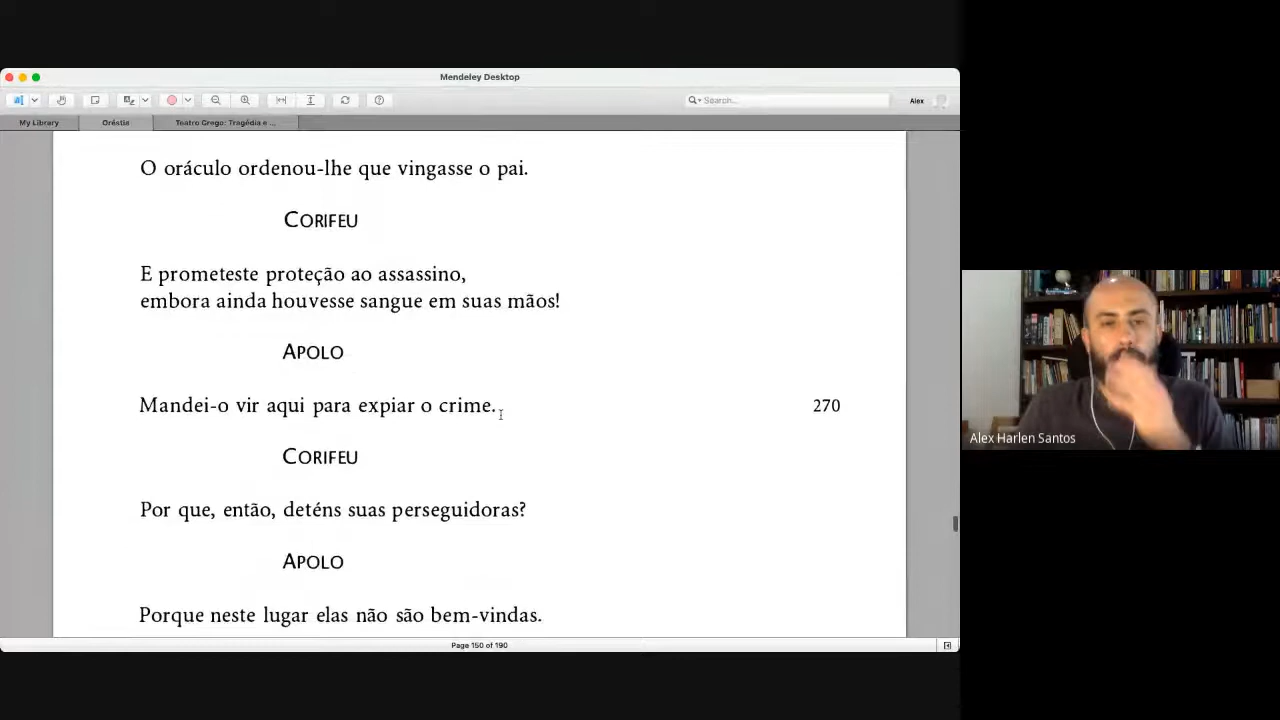 Mendeley Desktop
Search...
Alex
My Library
Oréstia
Teatro Grego: Tragédia e ...
O oráculo ordenou-lhe que vingasse o pai.
CORIFEU
E prometeste proteção ao assassino,
embora ainda houvesse sangue em suas mãos!
APOLO
Mandei-o vir aqui para expiar o crime.
270
CORIFEU
Por que, então, deténs suas perseguidoras?
APOLO
Porque neste lugar elas não são bem-vindas.
Page 150 of 190
Alex Harlen Santos